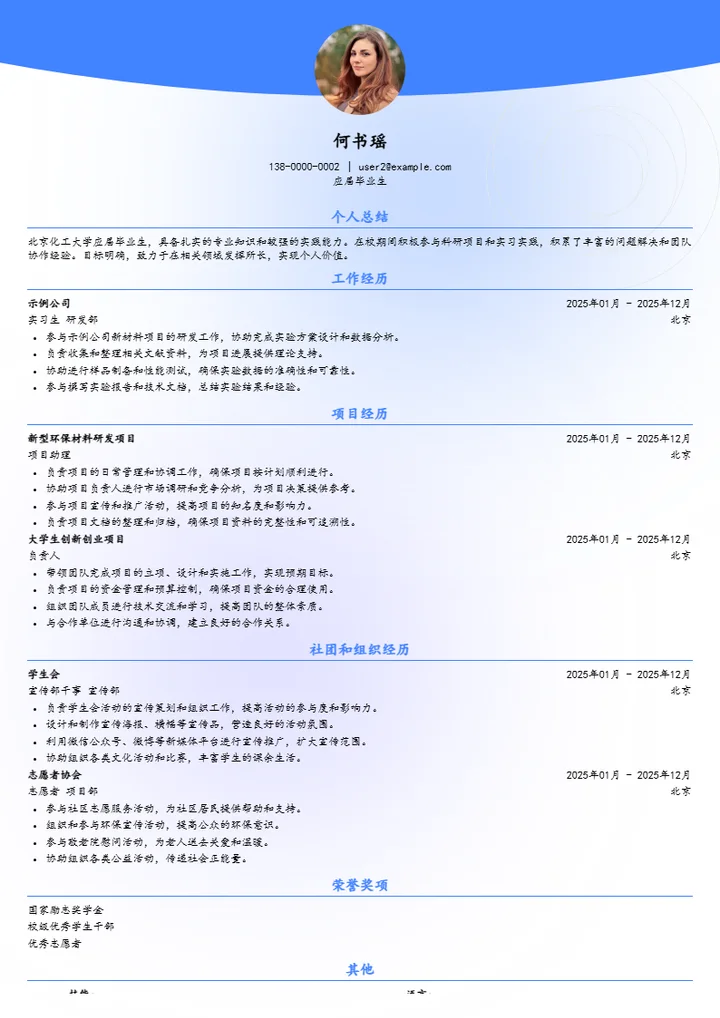 何书瑶
138-0000-0002 | user2@example.com
应届毕业生
个人总结
北京化工大学应届毕业生，具备扎实的专业知识和较强的实践能力。在校期间积极参与科研项目和实习实践，积累了丰富的问题解决和团队
协作经验。目标明确，致力于在相关领域发挥所长，实现个人价值。
工作经历
示例公司 2025年01月 - 2025年12月
实习生 研发部 北京
• 参与示例公司新材料项目的研发工作，协助完成实验方案设计和数据分析。
• 负责收集和整理相关文献资料，为项目进展提供理论支持。
• 协助进行样品制备和性能测试，确保实验数据的准确性和可靠性。
• 参与撰写实验报告和技术文档，总结实验结果和经验。
项目经历
新型环保材料研发项目 2025年01月 - 2025年12月
项目助理 北京
• 负责项目的日常管理和协调工作，确保项目按计划顺利进行。
• 协助项目负责人进行市场调研和竞争分析，为项目决策提供参考。
• 参与项目宣传和推广活动，提高项目的知名度和影响力。
• 负责项目文档的整理和归档，确保项目资料的完整性和可追溯性。
大学生创新创业项目 2025年01月 - 2025年12月
负责人 北京
• 带领团队完成项目的立项、设计和实施工作，实现预期目标。
• 负责项目的资金管理和预算控制，确保项目资金的合理使用。
• 组织团队成员进行技术交流和学习，提高团队的整体素质。
• 与合作单位进行沟通和协调，建立良好的合作关系。
社团和组织经历
学生会 2025年01月 - 2025年12月
宣传部干事 宣传部 北京
• 负责学生会活动的宣传策划和组织工作，提高活动的参与度和影响力。
• 设计和制作宣传海报、横幅等宣传品，营造良好的活动氛围。
• 利用微信公众号、微博等新媒体平台进行宣传推广，扩大宣传范围。
• 协助组织各类文化活动和比赛，丰富学生的课余生活。
志愿者协会 2025年01月 - 2025年12月
志愿者 项目部 北京
• 参与社区志愿服务活动，为社区居民提供帮助和支持。
• 组织和参与环保宣传活动，提高公众的环保意识。
• 参与敬老院慰问活动，为老人送去关爱和温暖。
• 协助组织各类公益活动，传递社会正能量。
荣誉奖项
国家励志奖学金
校级优秀学生干部
优秀志愿者
其他